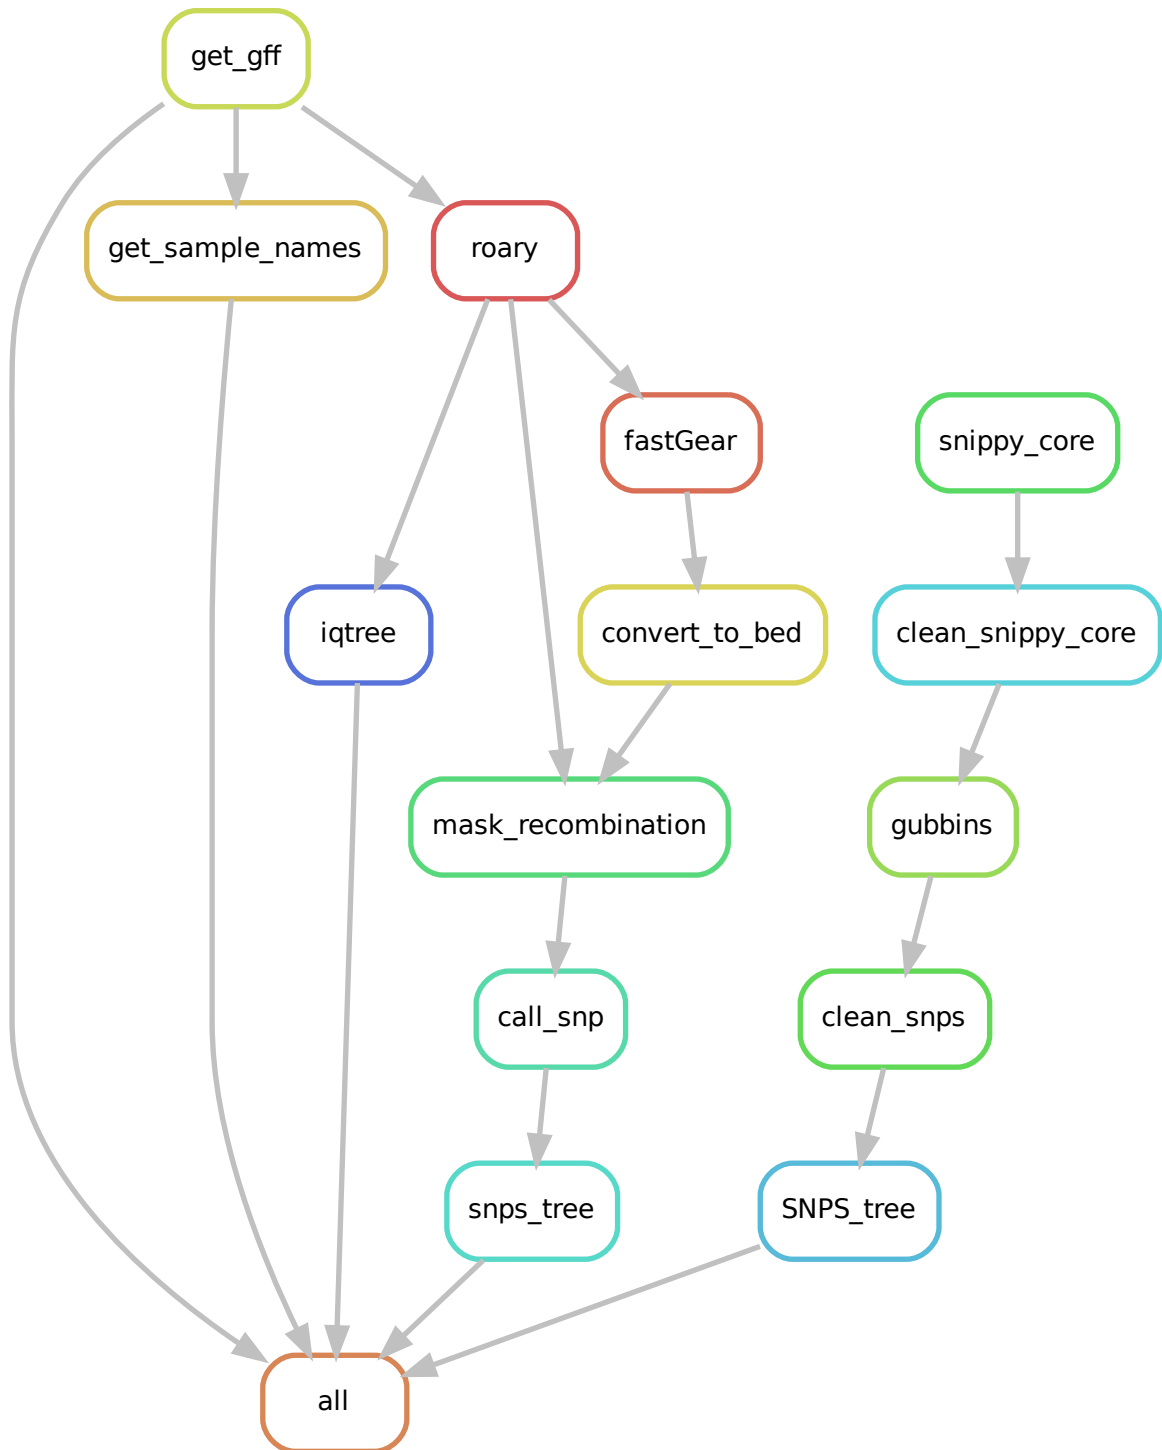 get_gff
get_sample_names
roary
fastGear
snippy_core
iqtree
convert_to_bed
clean_snippy_core
mask_recombination
gubbins
call_snp
clean_snps
snps_tree
SNPS_tree
all